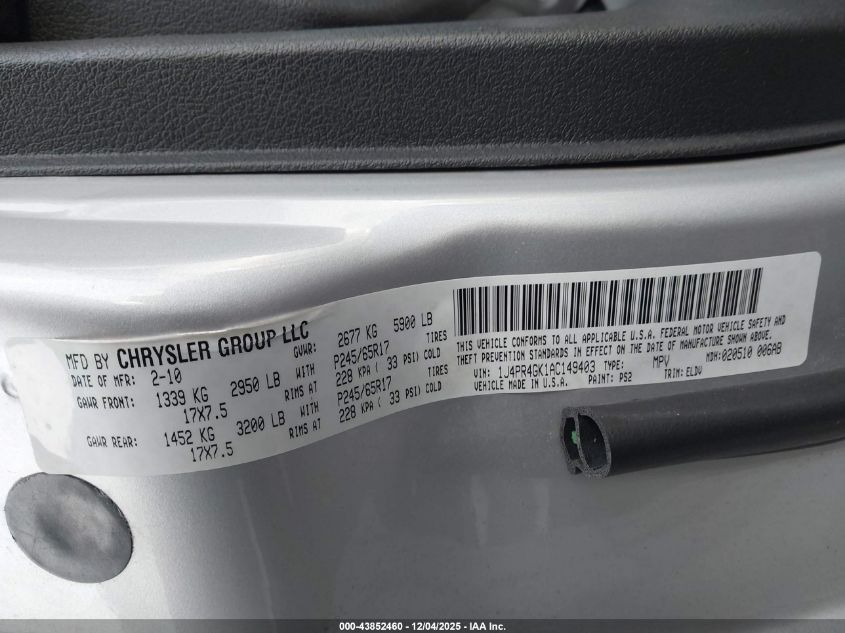 MFD BY CHRYSLER GROUP LLC
DATE OF MFR: 2-10 GVWR: 2677 KG 5900 LB
GAWR FRONT: 1339 KG 2950 LB WITH P245/65R17 TIRES
17X7.5 RIMS AT 228 KPA ( 33 PSI) COLD
GAWR REAR: 1452 KG 3200 LB WITH P245/65R17 TIRES
17X7.5 RIMS AT 228 KPA ( 33 PSI) COLD
THIS VEHICLE CONFORMS TO ALL APPLICABLE U.S.A. FEDERAL MOTOR VEHICLE SAFETY AND
THEFT PREVENTION STANDARDS IN EFFECT ON THE DATE OF MANUFACTURE SHOWN ABOVE.
VIN: 1J4PR4GK1AC149403 TYPE: MPV MDH:020510 006AB
VEHICLE MADE IN U.S.A. PAINT: PS2 TRIM:ELDV
000-43852460 - 12/04/2025 - IAA Inc.